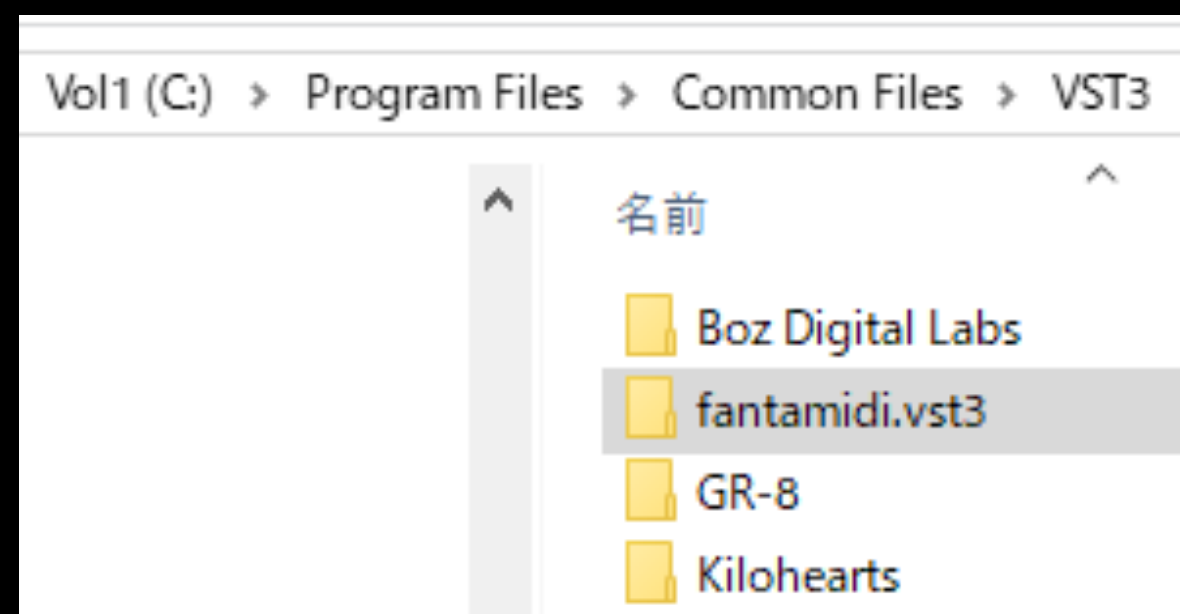 Vol1 (C:) > Program Files > Common Files > VST3
名前
Boz Digital Labs
fantamidi.vst3
GR-8
Kilohearts